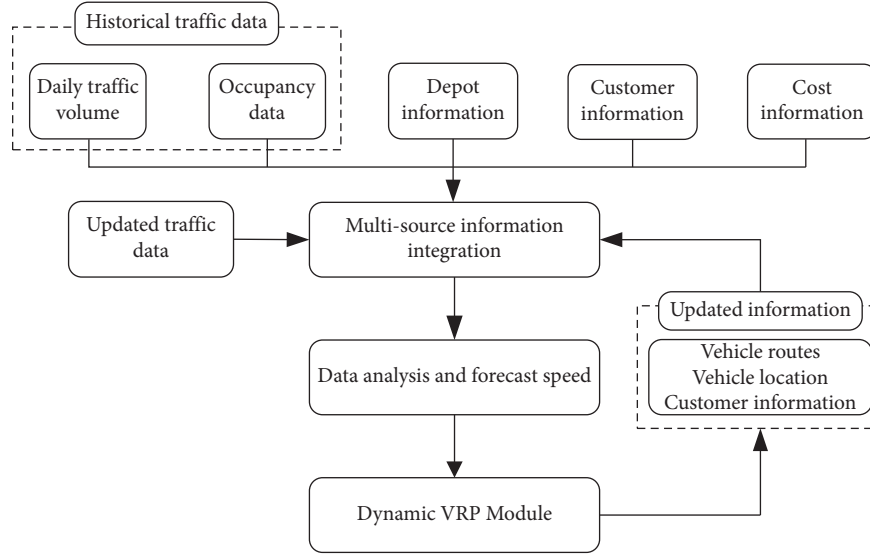 Historical traffic data
Daily traffic
volume
Occupancy
data
Depot
information
Customer
information
Cost
information
Updated traffic
data
Multi-source information
integration
Updated information
Vehicle routes
Vehicle location
Customer information
Data analysis and forecast speed
Dynamic VRP Module